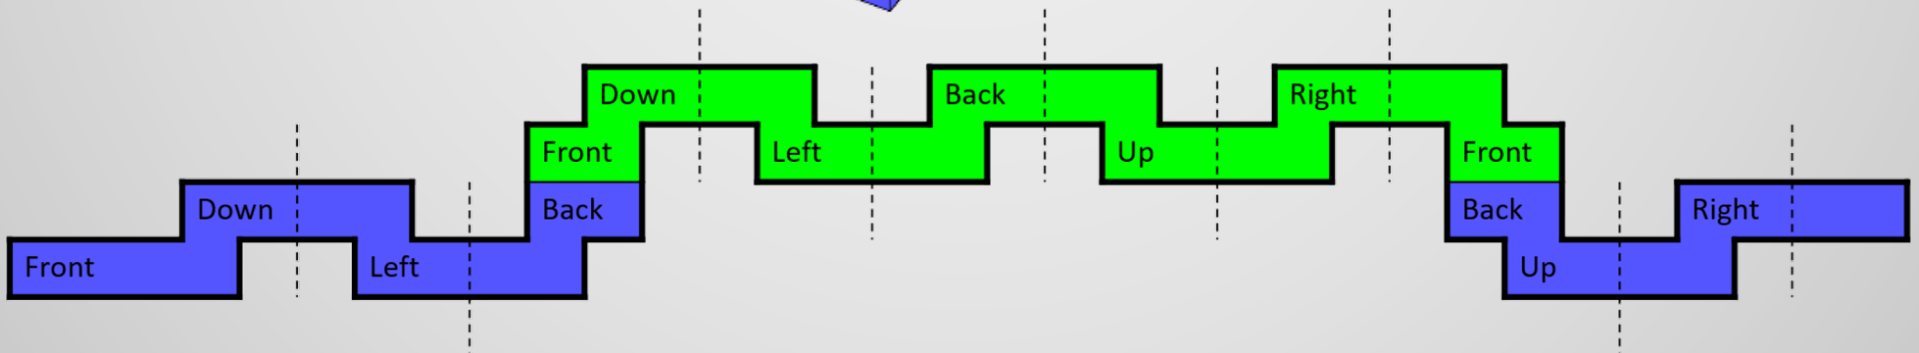 Down Back Right
Front Left Up Front
Down Back Back Right
Front Left Up